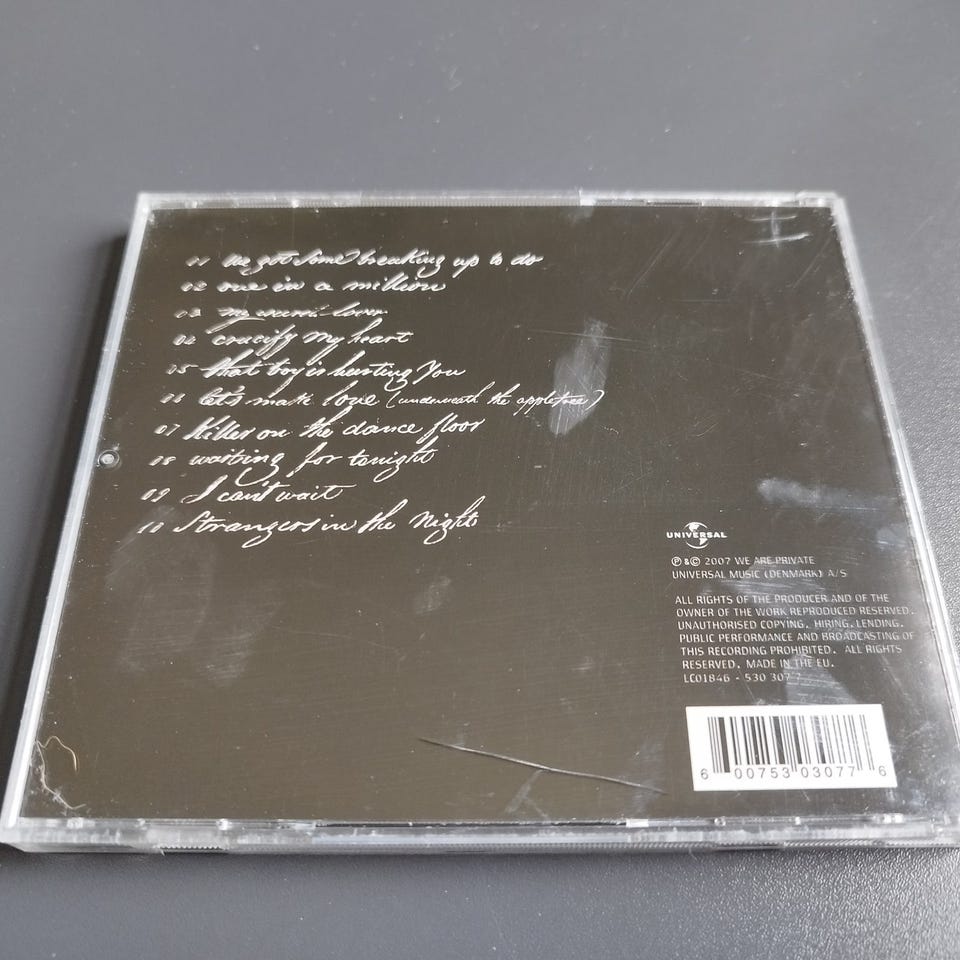 01 We got some breaking up to do
02 one in a million
03 my secret lover
04 crucify my heart
05 that boy is hurting You
06 let's make love (underneath the appletree)
07 Killer on the dance floor
08 waiting for tonight
09 I can't wait
10 Strangers in the Night
UNIVERSAL
℗ & © 2007 WE ARE PRIVATE
UNIVERSAL MUSIC (DENMARK) A/S
ALL RIGHTS OF THE PRODUCER AND OF THE
OWNER OF THE WORK REPRODUCED RESERVED.
UNAUTHORISED COPYING, HIRING, LENDING,
PUBLIC PERFORMANCE AND BROADCASTING OF
THIS RECORDING PROHIBITED. ALL RIGHTS
RESERVED. MADE IN THE EU.
LC01846 - 530 307 7
6 00753 03077 6